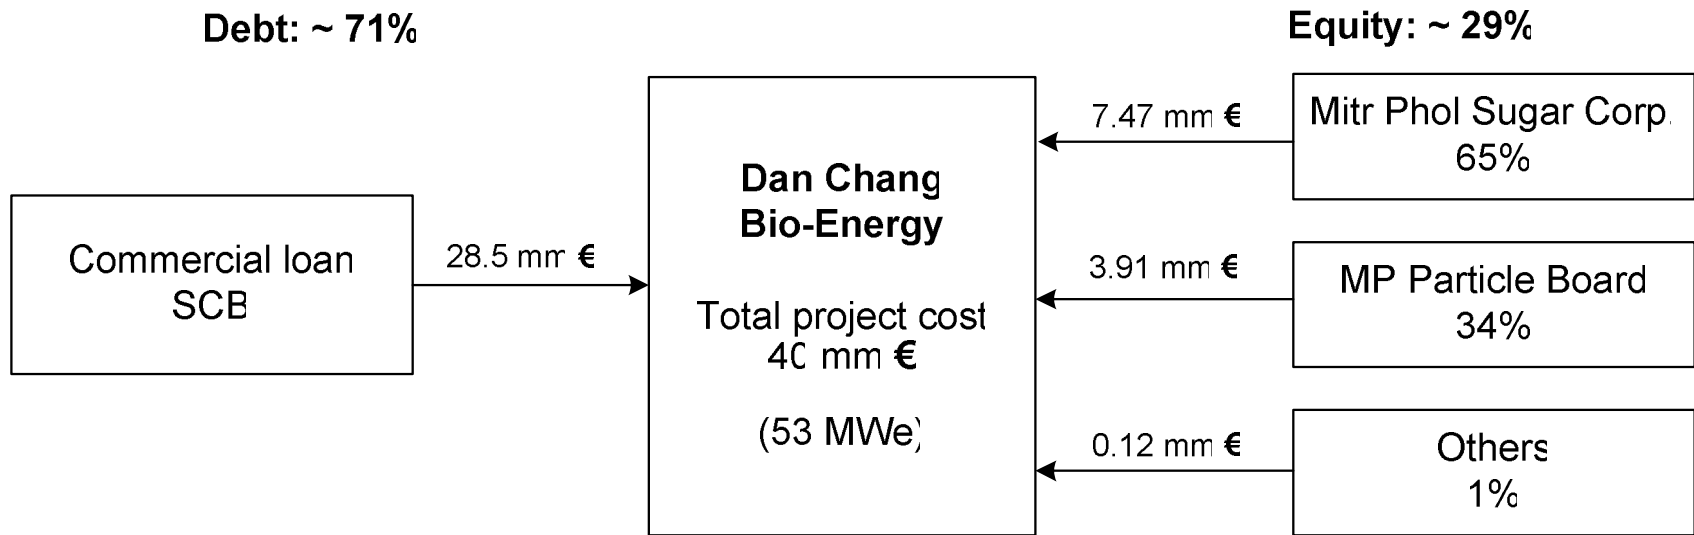 Debt: ~ 71%
Equity: ~ 29%
Commercial loan
SCB
28.5 mm €
Dan Chang
Bio-Energy
Total project cost
40 mm €
(53 MWe)
7.47 mm €
Mitr Phol Sugar Corp.
65%
3.91 mm €
MP Particle Board
34%
0.12 mm €
Others
1%